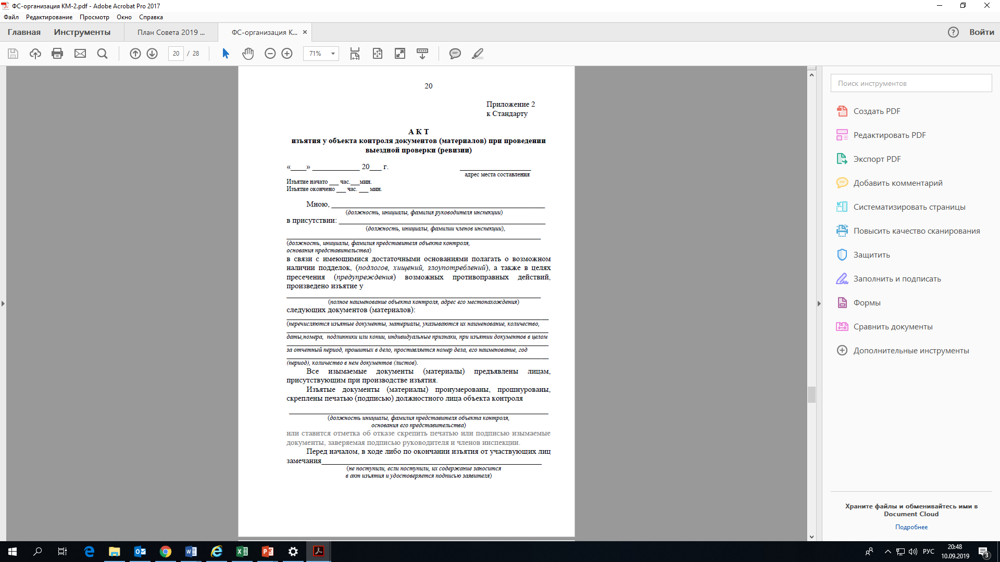 ФС-организация КМ-2.pdf - Adobe Acrobat Pro 2017
Файл Редактирование Просмотр Окно Справка
Главная Инструменты План Совета 2019 ... ФС-организация К... × ? Войти
20 / 28 71%
20
Приложение 2
к Стандарту
А К Т
изъятия у объекта контроля документов (материалов) при проведении
выездной проверки (ревизии)
«____» ____________ 20___ г. __________________
адрес места составления
Изъятие начато ___ час.___мин.
Изъятие окончено ___ час. ___ мин.
Мною, ______________________________________________________
(должность, инициалы, фамилия руководителя инспекции)
в присутствии: ____________________________________________________
(должность, инициалы, фамилии членов инспекции),
________________________________________________________________
(должность, инициалы, фамилия представителя объекта контроля,
основания представительства)
в связи с имеющимися достаточными основаниями полагать о возможном
наличии подделок, (подлогов, хищений, злоупотреблений), а также в целях
пресечения (предупреждения) возможных противоправных действий,
произведено изъятие у
________________________________________________________________
(полное наименование объекта контроля, адрес его местонахождения)
следующих документов (материалов):
__________________________________________________________________
(перечисляются изъятые документы, материалы, указываются их наименование, количество,
__________________________________________________________________
даты,номера, подлинники или копии, индивидуальные признаки, при изъятии документов в целом
__________________________________________________________________
за отчетный период, прошитых в дело, проставляется номер дела, его наименование, год
__________________________________________________________________
(период), количество в нем документов (листов).
Все изымаемые документы (материалы) предъявлены лицам,
присутствующим при производстве изъятия.
Изъятые документы (материалы) пронумерованы, прошнурованы,
скреплены печатью (подписью) должностного лица объекта контроля
__________________________________________________________________
(должность инициалы, фамилия представителя объекта контроля,
основания его представительства)
или ставится отметка об отказе скрепить печатью или подписью изымаемые
документы, заверяемая подписью руководителя и членов инспекции.
Перед началом, в ходе либо по окончании изъятия от участвующих лиц
замечания________________________________________________________
(не поступили, если поступили, их содержание заносится
в акт изъятия и удостоверяется подписью заявителя)
Поиск инструментов
Создать PDF
Редактировать PDF
Экспорт PDF
Добавить комментарий
Систематизировать страницы
Повысить качество сканирования
Защитить
Заполнить и подписать
Формы
Сравнить документы
Дополнительные инструменты
Храните файлы и обменивайтесь ими в
Document Cloud
Подробнее
РУС 20:48
10.09.2019 3